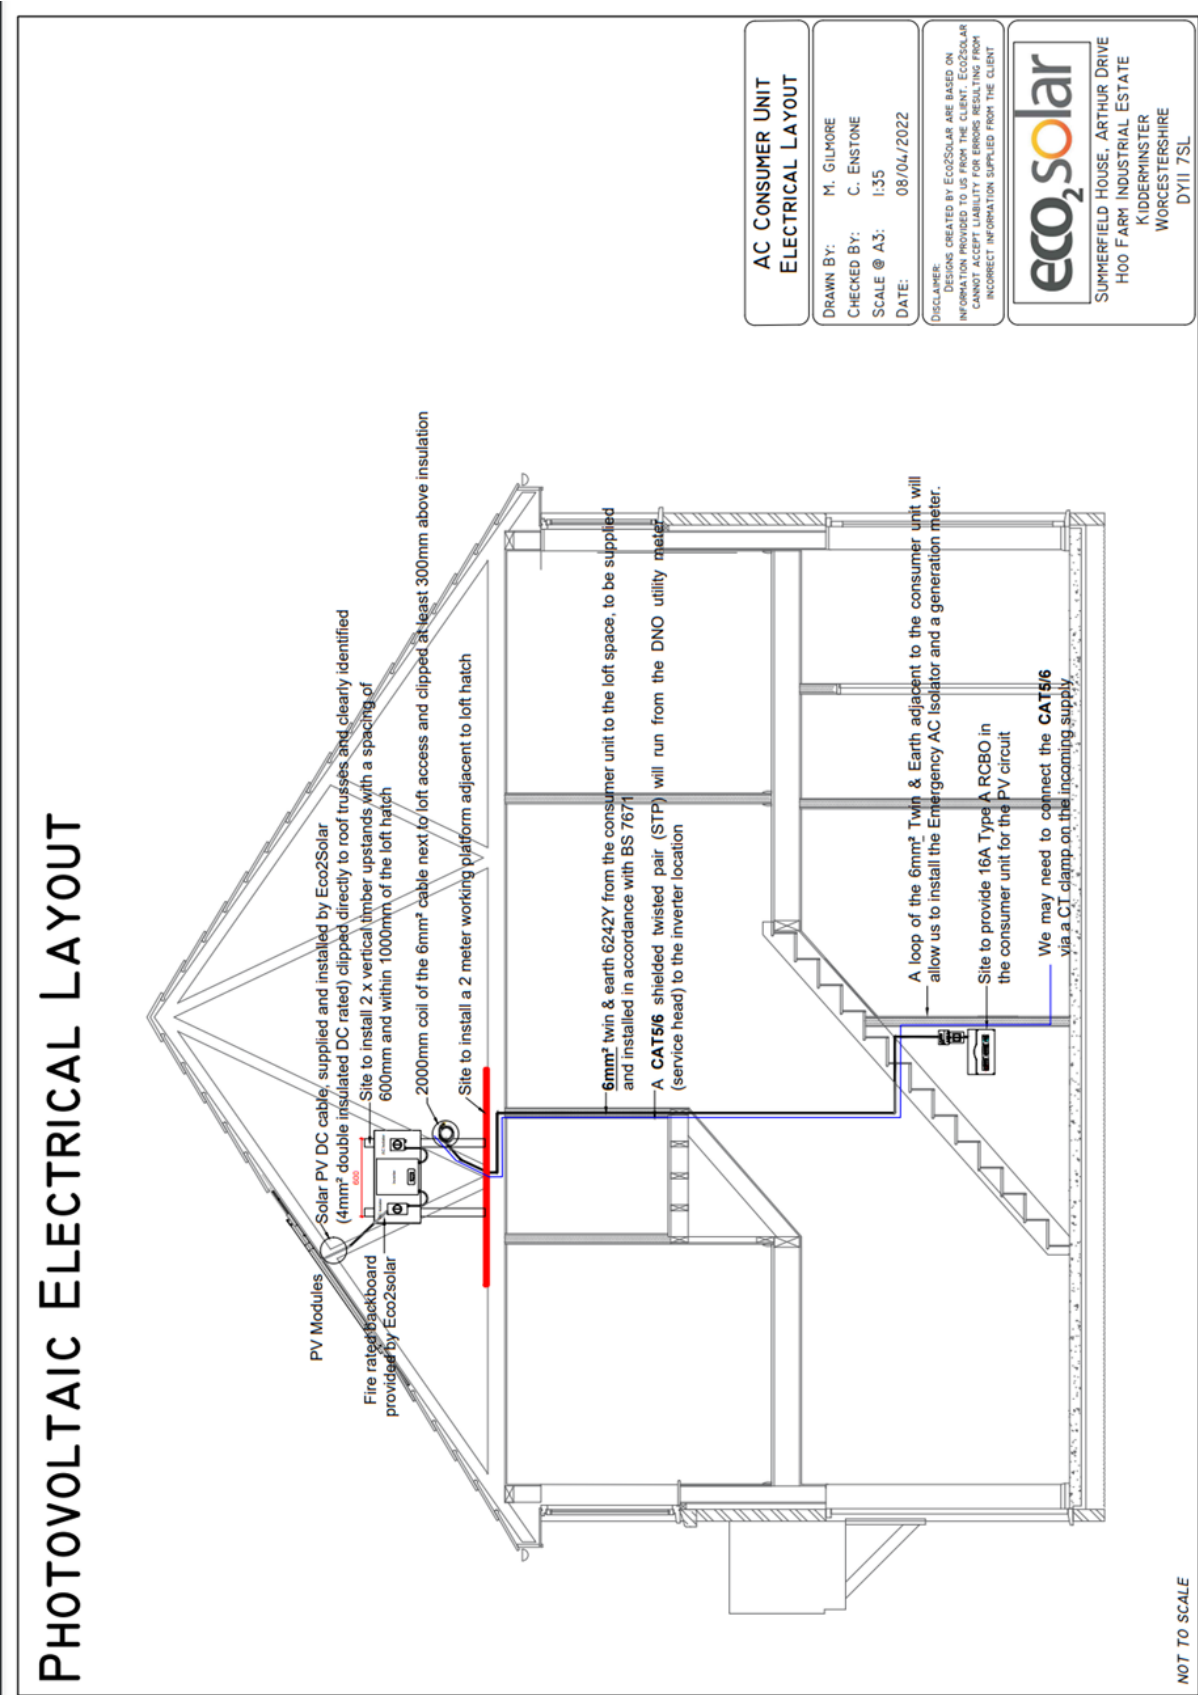 PHOTOVOLTAIC ELECTRICAL LAYOUT
PV Modules
Solar PV DC cable, supplied and installed by Eco2Solar
(4mm² double insulated DC rated) clipped directly to roof trusses and clearly identified
Site to install 2 x vertical timber upstands with a spacing of
600mm and within 1000mm of the loft hatch
Fire rated backboard
provided by Eco2solar
600
2000mm coil of the 6mm² cable next to loft access and clipped at least 300mm above insulation
Site to install a 2 meter working platform adjacent to loft hatch
6mm² twin & earth 6242Y from the consumer unit to the loft space, to be supplied
and installed in accordance with BS 7671
A CAT5/6 shielded twisted pair (STP) will run from the DNO utility meter
(service head) to the inverter location
A loop of the 6mm² Twin & Earth adjacent to the consumer unit will
allow us to install the Emergency AC Isolator and a generation meter.
Site to provide 16A Type A RCBO in
the consumer unit for the PV circuit
We may need to connect the CAT5/6
via a CT clamp on the incoming supply
NOT TO SCALE
AC CONSUMER UNIT
ELECTRICAL LAYOUT
DRAWN BY: M. GILMORE
CHECKED BY: C. ENSTONE
SCALE @ A3: 1:35
DATE: 08/04/2022
DISCLAIMER:
DESIGNS CREATED BY ECO2SOLAR ARE BASED ON
INFORMATION PROVIDED TO US FROM THE CLIENT. ECO2SOLAR
CANNOT ACCEPT LIABILITY FOR ERRORS RESULTING FROM
INCORRECT INFORMATION SUPPLIED FROM THE CLIENT
eco2solar
SUMMERFIELD HOUSE, ARTHUR DRIVE
HOO FARM INDUSTRIAL ESTATE
KIDDERMINSTER
WORCESTERSHIRE
DY11 7SL